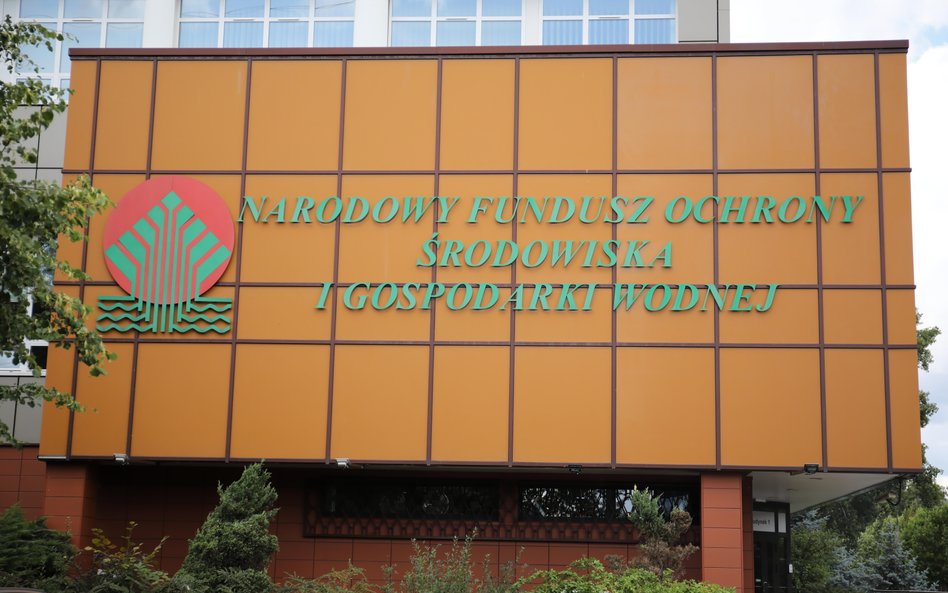 NARODOWY FUNDUSZ OCHRONY
ŚRODOWISKA
I GOSPODARKI WODNEJ